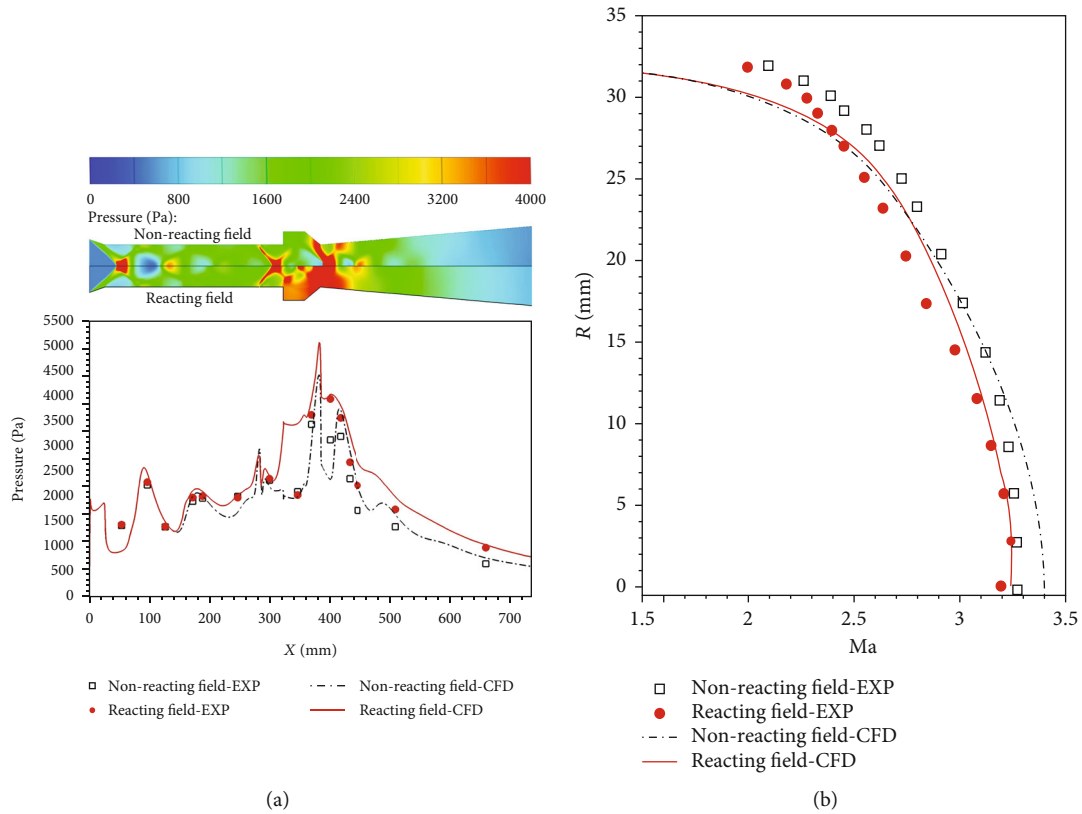 0 800 1600 2400 3200 4000
Pressure (Pa):
Non-reacting field
Reacting field
5500
5000
4000
3500
3000
2500
2000
1500
1000
500
0
Pressure (Pa)
0 100 200 300 400 500 600 700
X (mm)
Non-reacting field-EXP
Non-reacting field-CFD
Reacting field-EXP
Reacting field-CFD
(a)
35
30
25
20
15
10
5
0
R (mm)
1.5 2 2.5 3 3.5
Ma
Non-reacting field-EXP
Reacting field-EXP
Non-reacting field-CFD
Reacting field-CFD
(b)